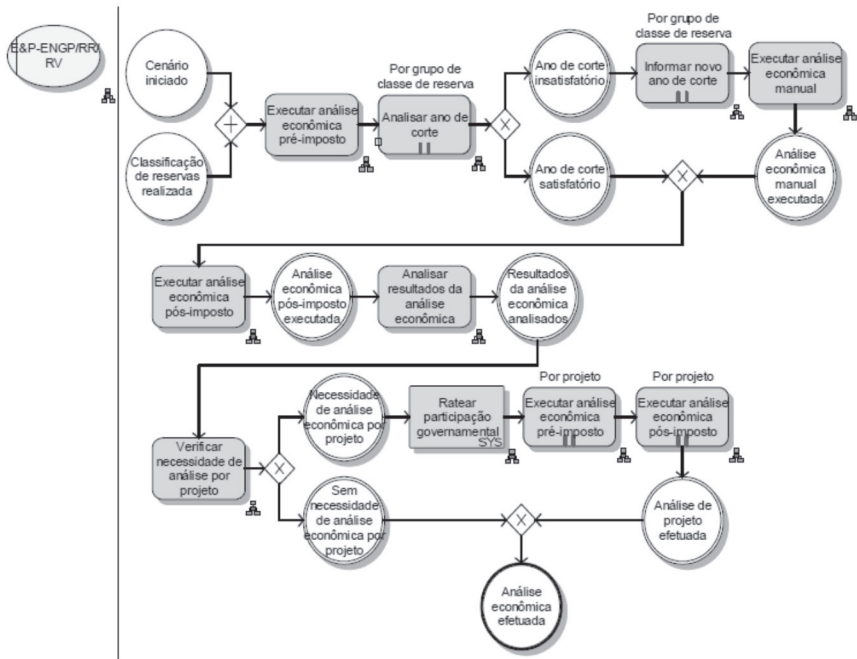 E&P-ENGP/RR/
RV
Cenário
iniciado
Classificação
de reservas
realizada
Executar análise
econômica
pré-imposto
Por grupo de
classe de reserva
Analisar ano de
corte
Ano de corte
insatisfatório
Ano de corte
satisfatório
Por grupo de
classe de reserva
Informar novo
ano de corte
Executar análise
econômica
manual
Análise
econômica
manual
executada
Executar análise
econômica
pós-imposto
Análise
econômica
pós-imposto
executada
Analisar
resultados da
análise
econômica
Resultados
da análise
econômica
analisados
Verificar
necessidade de
análise por
projeto
Necessidade
de análise
econômica por
projeto
Sem
necessidade
de análise
econômica por
projeto
Ratear
participação
governamental
SYS
Por projeto
Executar análise
econômica
pré-imposto
Por projeto
Executar análise
econômica
pós-imposto
Análise de
projeto
efetuada
Análise
econômica
efetuada